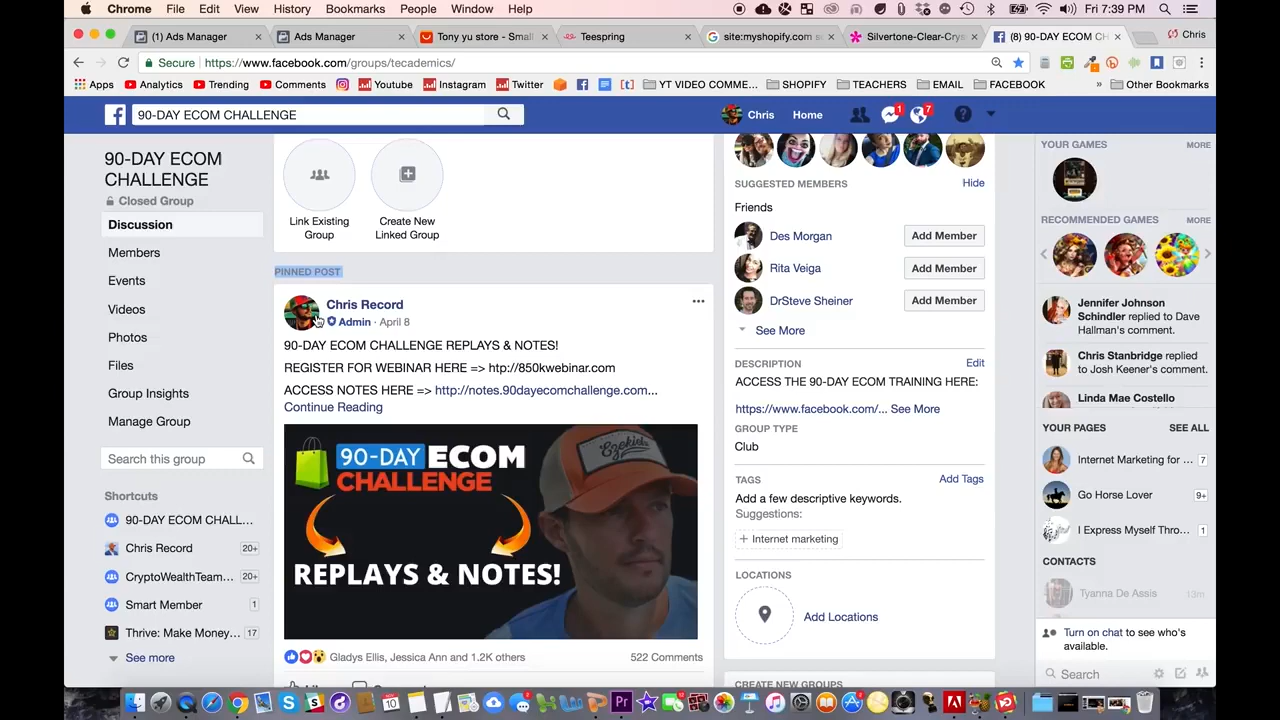 Chrome File Edit View History Bookmarks People Window Help Fri 7:39 PM
(1) Ads Manager Ads Manager Tony yu store - Small Teespring site:myshopify.com se Silvertone-Clear-Crys (8) 90-DAY ECOM CH Chris
Secure https://www.facebook.com/groups/tecademics/
Apps Analytics Trending Comments Youtube Instagram Twitter YT VIDEO COMME... SHOPIFY TEACHERS EMAIL FACEBOOK » Other Bookmarks
90-DAY ECOM CHALLENGE Chris Home 1 7
90-DAY ECOM
CHALLENGE
Closed Group
Discussion
Members
Events
Videos
Photos
Files
Group Insights
Manage Group
Search this group
Shortcuts
90-DAY ECOM CHALL...
Chris Record 20+
CryptoWealthTeam... 20+
Smart Member 1
Thrive: Make Money... 17
See more
Link Existing
Group
Create New
Linked Group
PINNED POST
Chris Record
Admin · April 8
90-DAY ECOM CHALLENGE REPLAYS & NOTES!
REGISTER FOR WEBINAR HERE => htp://850kwebinar.com
ACCESS NOTES HERE => http://notes.90dayecomchallenge.com...
Continue Reading
90-DAY ECOM
CHALLENGE
REPLAYS & NOTES!
Ezekiel
Gladys Ellis, Jessica Ann and 1.2K others 522 Comments
SUGGESTED MEMBERS Hide
Friends
Des Morgan Add Member
Rita Veiga Add Member
DrSteve Sheiner Add Member
See More
DESCRIPTION Edit
ACCESS THE 90-DAY ECOM TRAINING HERE:
https://www.facebook.com/... See More
GROUP TYPE
Club
TAGS Add Tags
Add a few descriptive keywords.
Suggestions:
+ Internet marketing
LOCATIONS
Add Locations
CREATE NEW GROUPS
YOUR GAMES MORE
RECOMMENDED GAMES MORE
Jennifer Johnson
Schindler replied to Dave
Hallman's comment.
Chris Stanbridge replied
to Josh Keener's comment.
Linda Mae Costello
YOUR PAGES SEE ALL
Internet Marketing for ... 7
Go Horse Lover 9+
I Express Myself Thro... 1
CONTACTS
Tyanna De Assis 13m
Turn on chat to see who's
available.
Search